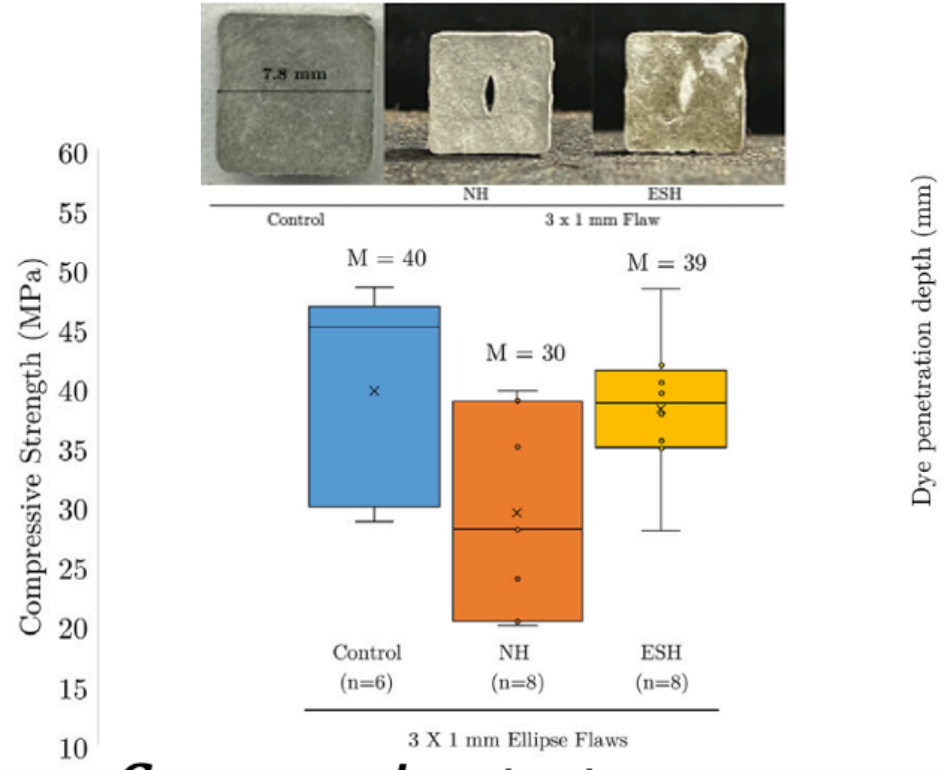 7.8 mm
NH
ESH
Control
3 x 1 mm Flaw
Compressive Strength (MPa)
60
55
50
45
40
35
30
25
20
15
10
M = 40
M = 30
M = 39
Control
(n=6)
NH
(n=8)
ESH
(n=8)
3 X 1 mm Ellipse Flaws
Dye penetration depth (mm)